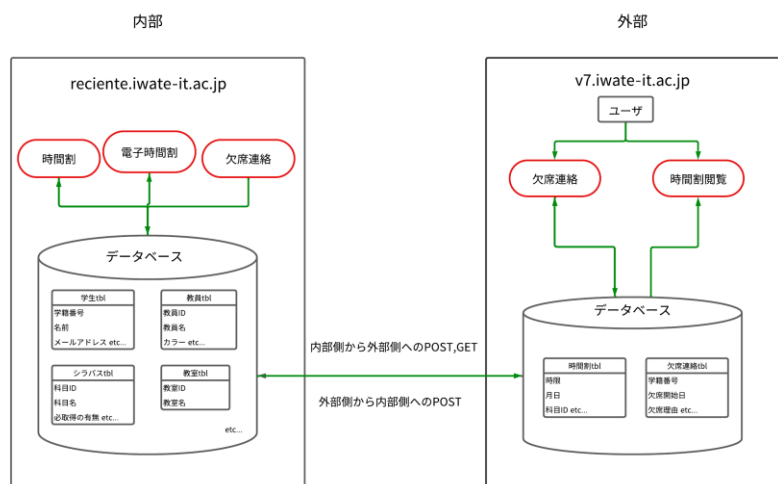 内部
外部
reciente.iwate-it.ac.jp
v7.iwate-it.ac.jp
ユーザ
時間割
電子時間割
欠席連絡
欠席連絡
時間割閲覧
データベース
学生tbl
学籍番号
名前
メールアドレス etc...
教員tbl
教員ID
教員名
カラー etc...
シラバスtbl
科目ID
科目名
必取得の有無 etc...
教室tbl
教室ID
教室名
etc...
内部側から外部側へのPOST,GET
外部側から内部側へのPOST
データベース
時間割tbl
時限
月日
科目ID etc...
欠席連絡tbl
学籍番号
欠席開始日
欠席理由 etc...